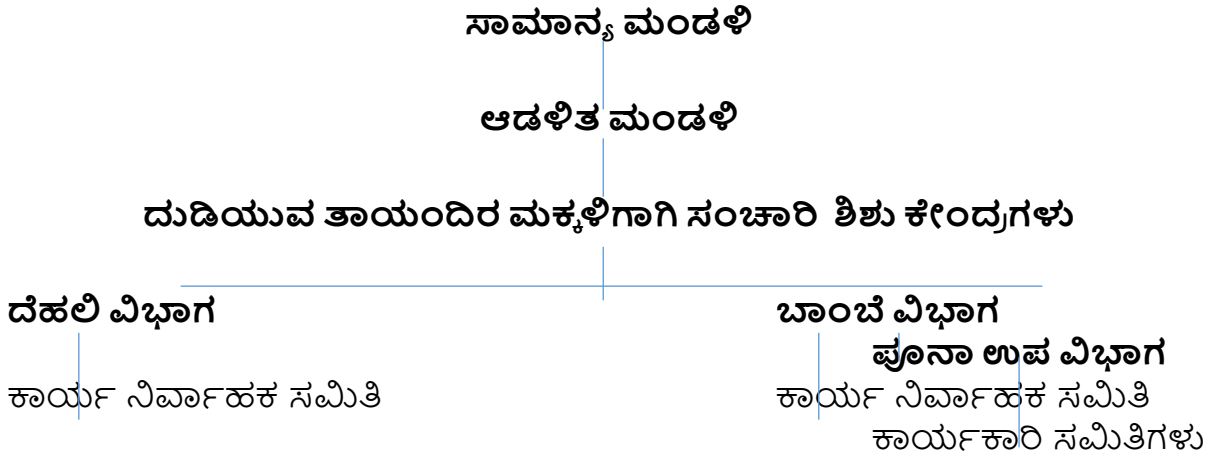 ಸಾಮಾನ್ಯ ಮಂಡಳಿ
ಆಡಳಿತ ಮಂಡಳಿ
ದುಡಿಯುವ ತಾಯಂದಿರ ಮಕ್ಕಳಿಗಾಗಿ ಸಂಚಾರಿ ಶಿಶು ಕೇಂದ್ರಗಳು
ದೆಹಲಿ ವಿಭಾಗ ಬಾಂಬೆ ವಿಭಾಗ
ಪೂನಾ ಉಪ ವಿಭಾಗ
ಕಾರ್ಯ ನಿರ್ವಾಹಕ ಸಮಿತಿ ಕಾರ್ಯ ನಿರ್ವಾಹಕ ಸಮಿತಿ
ಕಾರ್ಯಕಾರಿ ಸಮಿತಿಗಳು